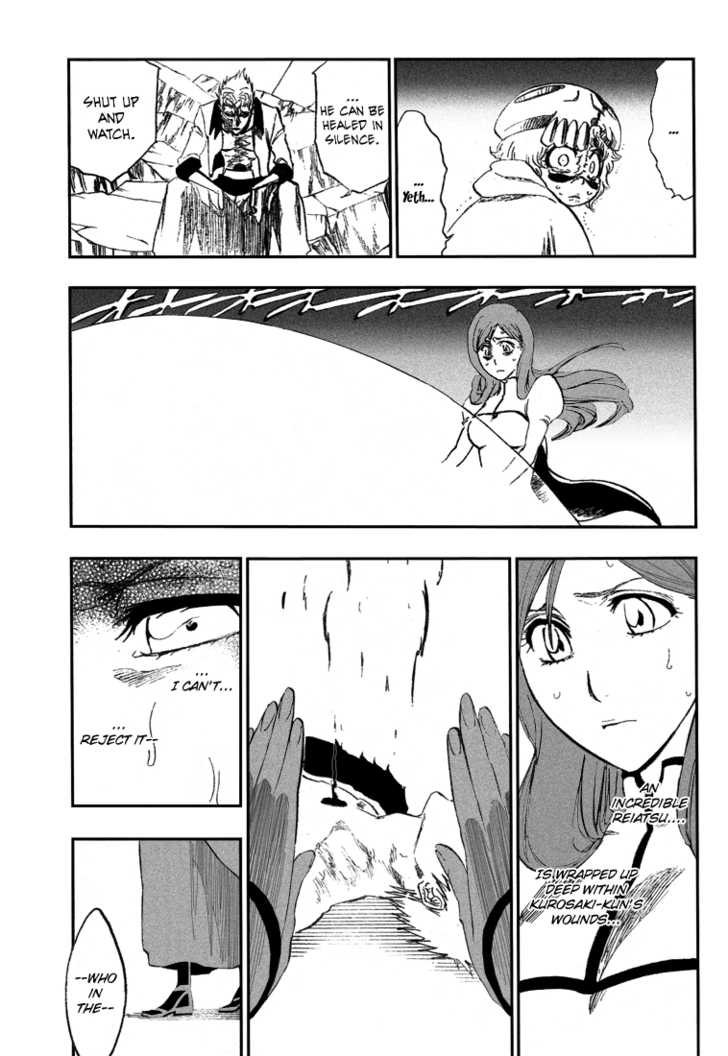 ...
...
Yeth...
...
HE CAN BE
HEALED IN
SILENCE.
SHUT UP
AND
WATCH.
AN
INCREDIBLE
REIATSU....
IS WRAPPED UP
DEEP WITHIN
KUROSAKI-KUN'S
WOUNDS...
...
I CAN'T...
...
REJECT IT--
--WHO
IN
THE--